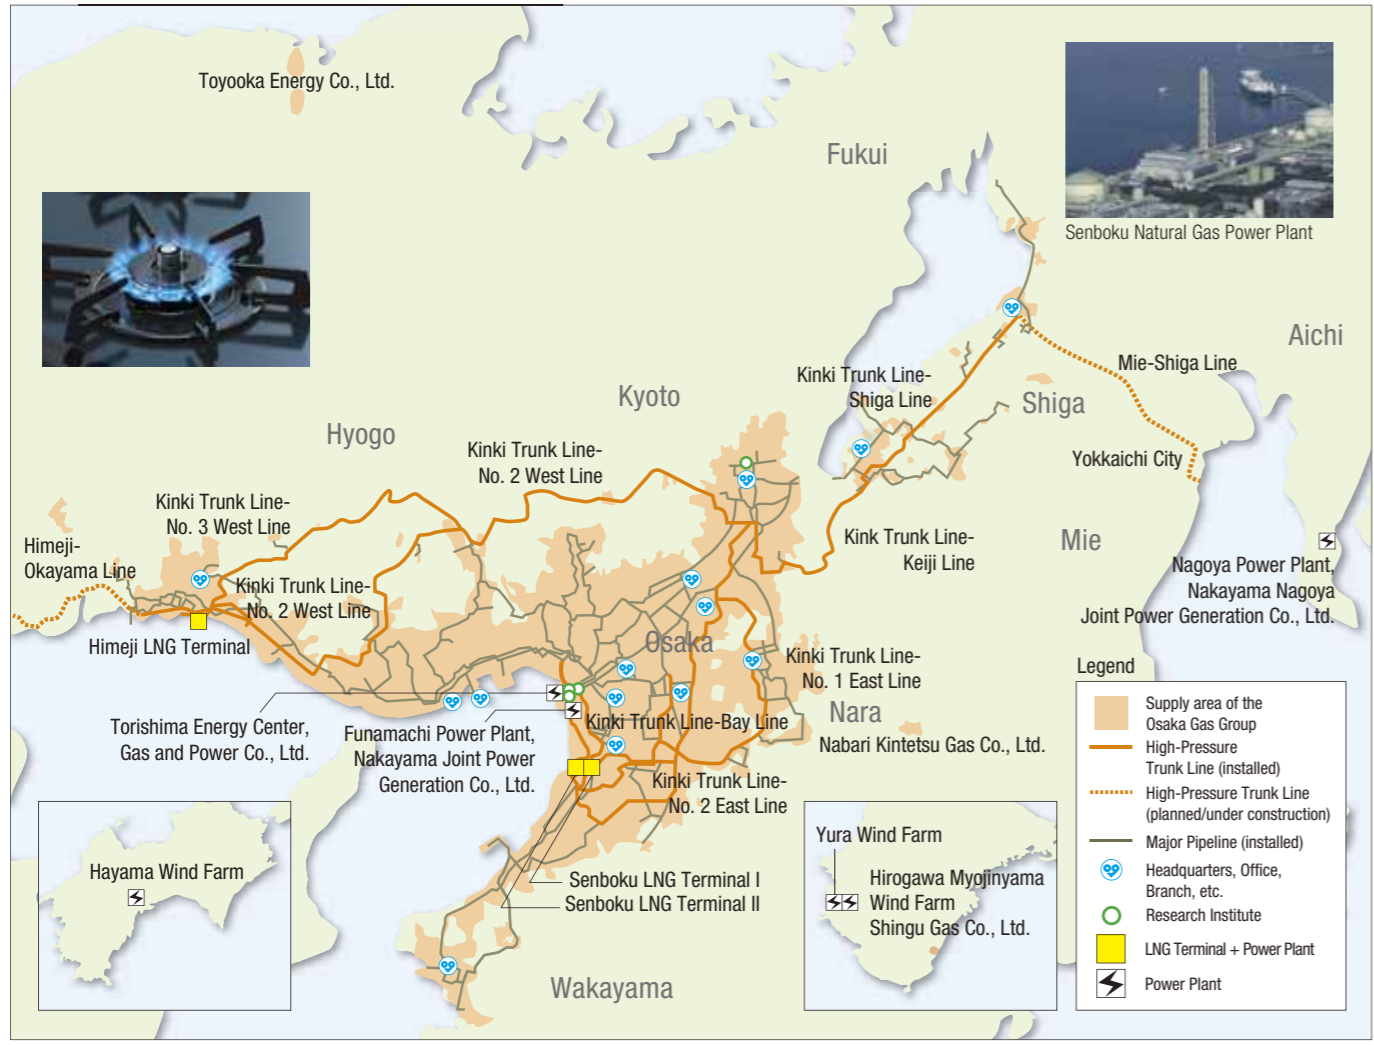 Toyooka Energy Co., Ltd.
Fukui
Senboku Natural Gas Power Plant
Aichi
Mie-Shiga Line
Kinki Trunk Line-
Shiga Line
Shiga
Kyoto
Hyogo
Kinki Trunk Line-
No. 2 West Line
Yokkaichi City
Kinki Trunk Line-
No. 3 West Line
Himeji-
Okayama Line
Kink Trunk Line-
Keiji Line
Mie
Nagoya Power Plant,
Nakayama Nagoya
Joint Power Generation Co., Ltd.
Kinki Trunk Line-
No. 2 West Line
Himeji LNG Terminal
Osaka
Kinki Trunk Line-
No. 1 East Line
Torishima Energy Center,
Gas and Power Co., Ltd.
Funamachi Power Plant,
Nakayama Joint Power
Generation Co., Ltd.
Kinki Trunk Line-Bay Line
Nara
Nabari Kintetsu Gas Co., Ltd.
Kinki Trunk Line-
No. 2 East Line
Hayama Wind Farm
Senboku LNG Terminal I
Senboku LNG Terminal II
Wakayama
Yura Wind Farm
Hirogawa Myojinyama
Wind Farm
Shingu Gas Co., Ltd.
Legend
Supply area of the
Osaka Gas Group
High-Pressure
Trunk Line (installed)
High-Pressure Trunk Line
(planned/under construction)
Major Pipeline (installed)
Headquarters, Office,
Branch, etc.
Research Institute
LNG Terminal + Power Plant
Power Plant